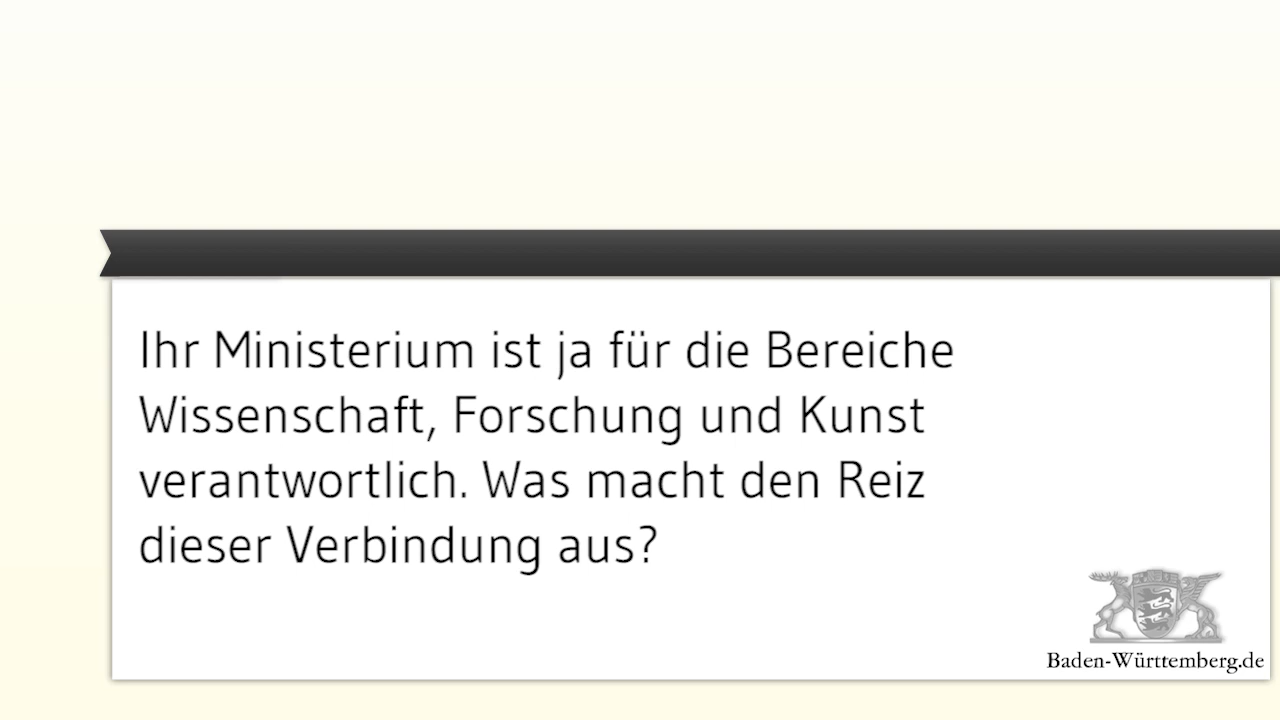 Ihr Ministerium ist ja für die Bereiche
Wissenschaft, Forschung und Kunst
verantwortlich. Was macht den Reiz
dieser Verbindung aus?
Baden-Württemberg.de